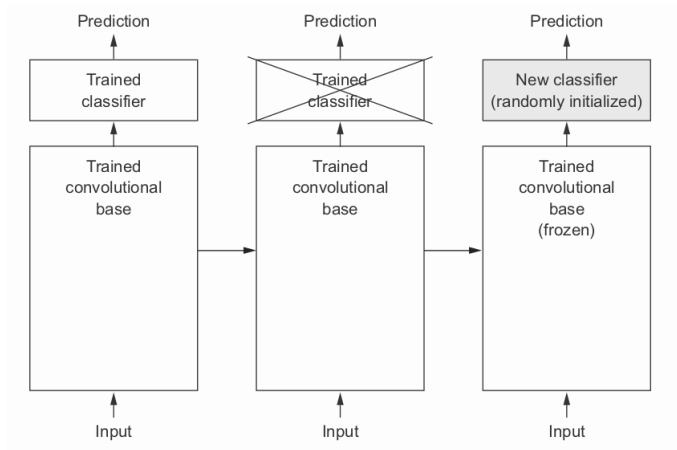 Prediction
Prediction
Prediction
Trained
classifier
Trained
classifier
New classifier
(randomly initialized)
Trained
convolutional
base
Trained
convolutional
base
Trained
convolutional
base
(frozen)
Input
Input
Input